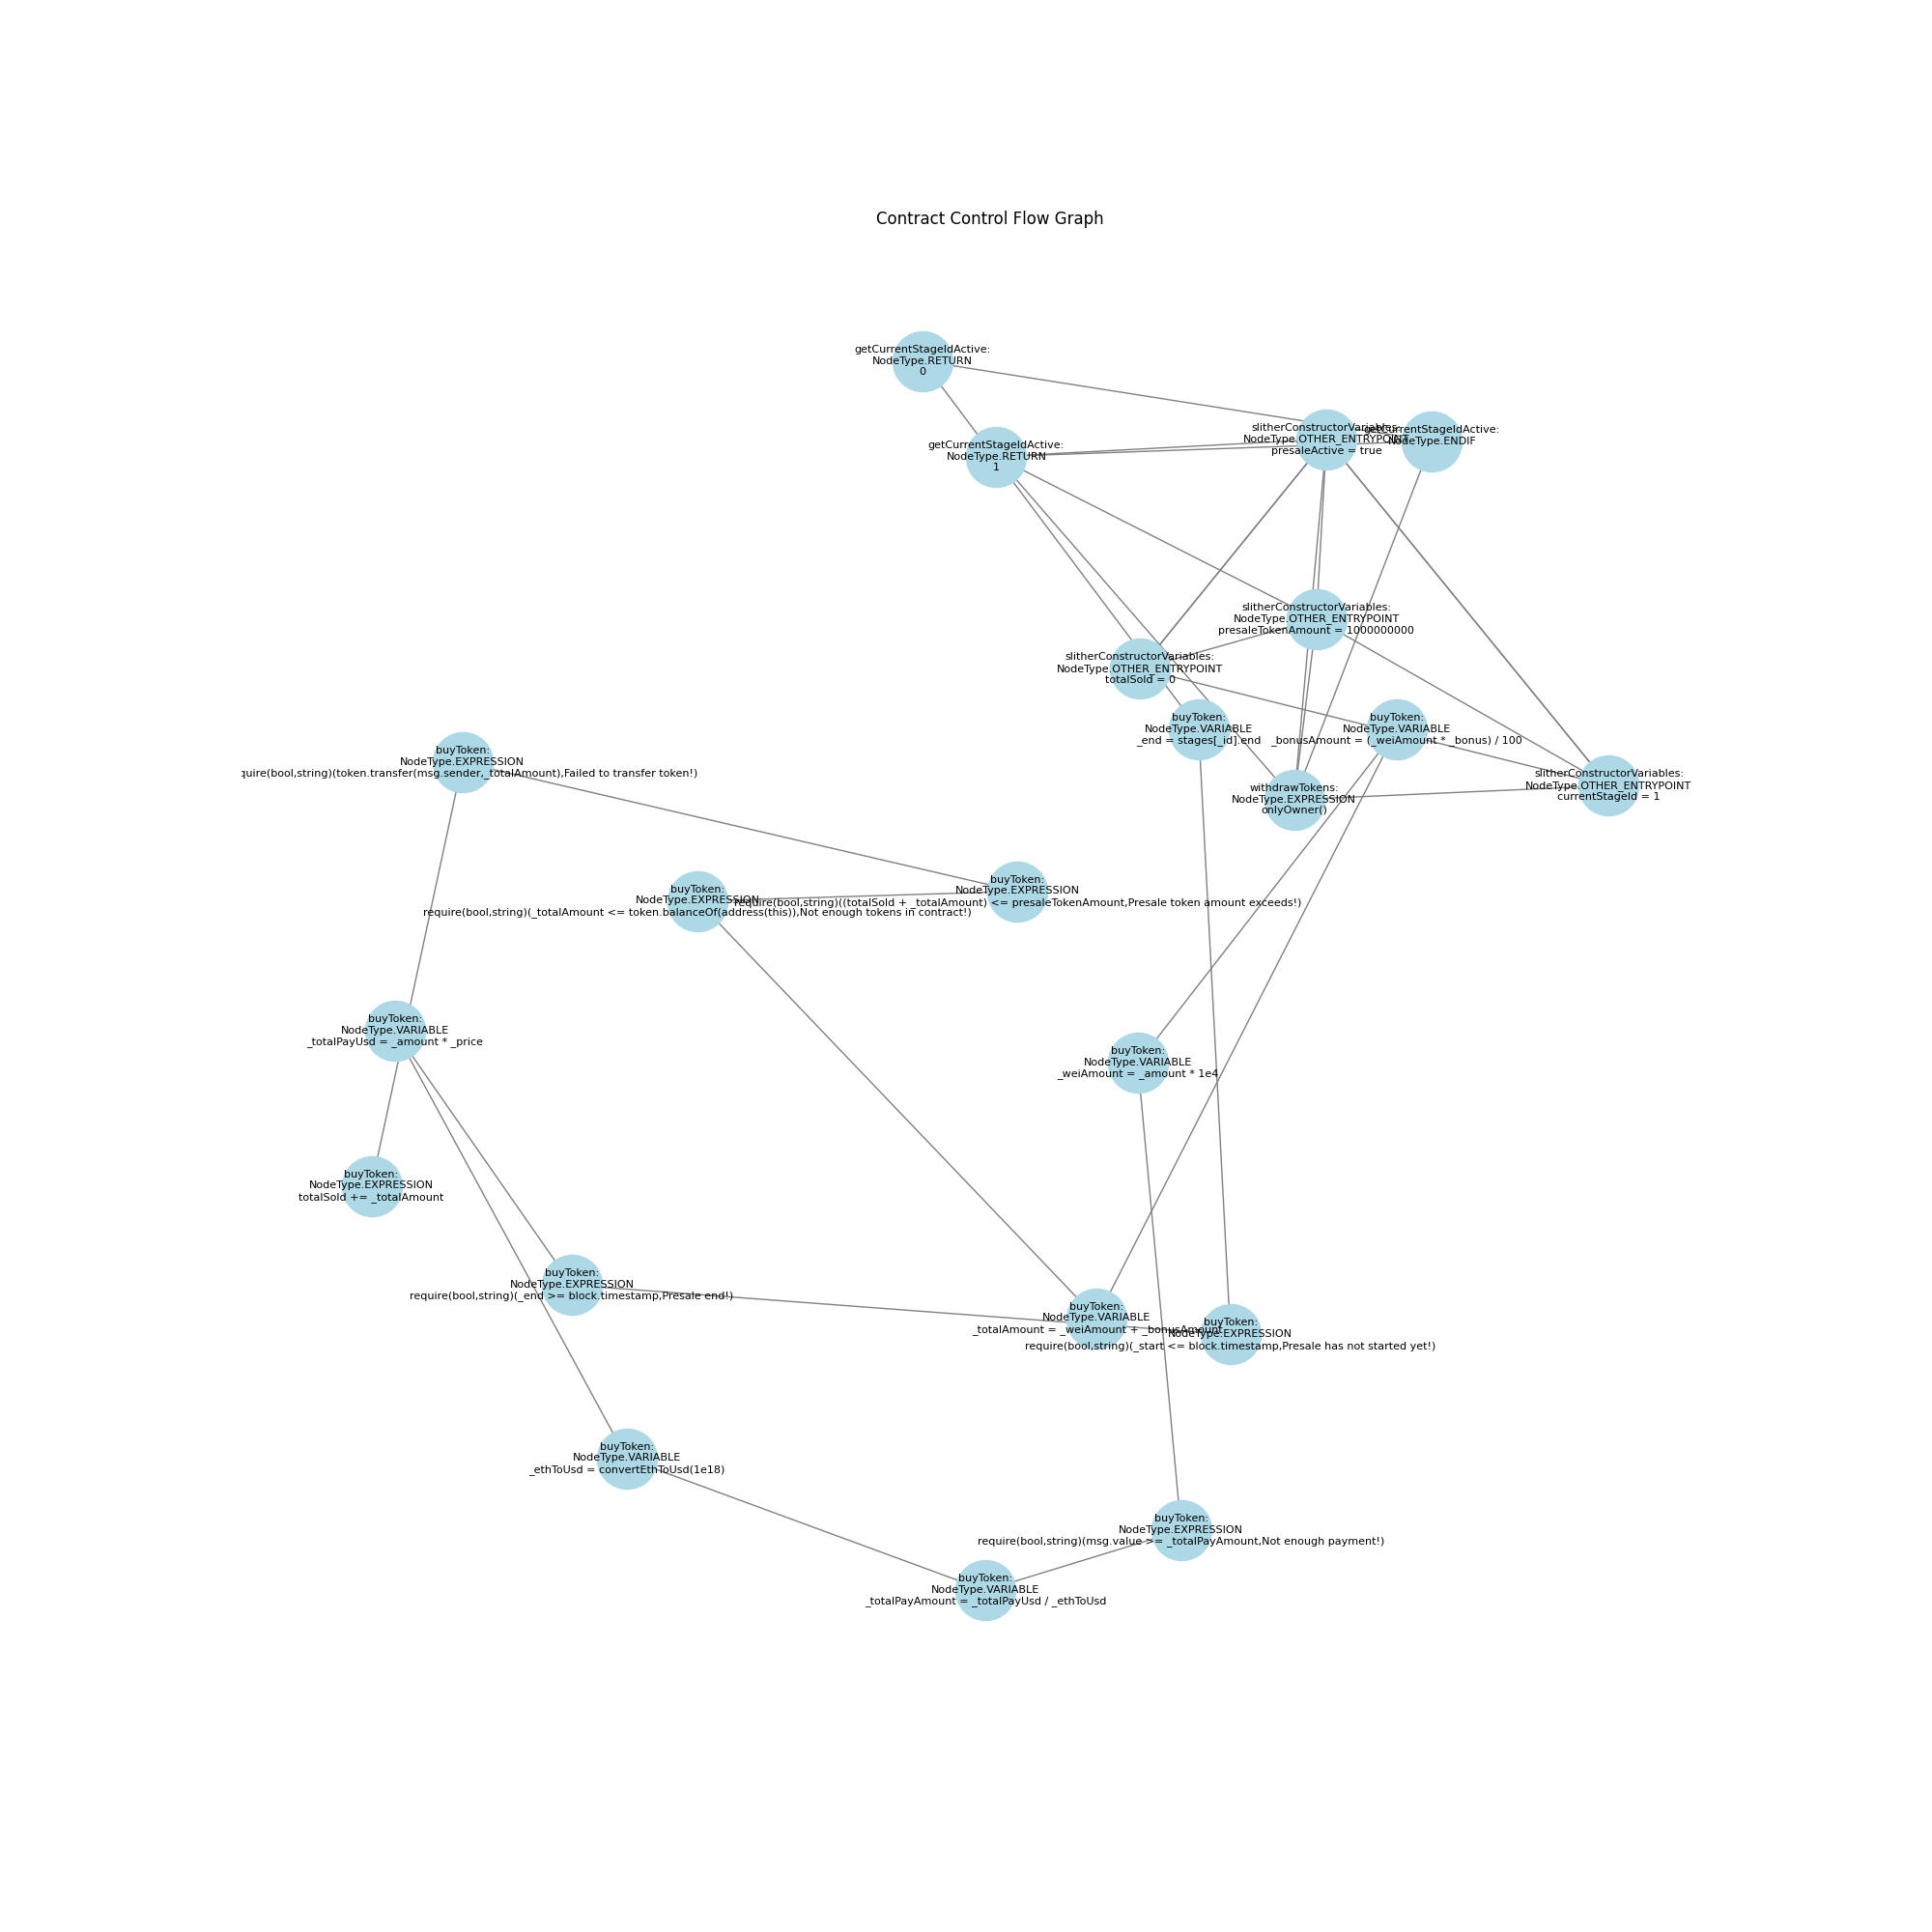 Contract Control Flow Graph
getCurrentStageIdActive:
NodeType.RETURN
0
slitherConstructorVariables:
NodeType.OTHER_ENTRYPOINT
presaleActive = true
getCurrentStageIdActive:
NodeType.ENDIF
getCurrentStageIdActive:
NodeType.RETURN
1
slitherConstructorVariables:
NodeType.OTHER_ENTRYPOINT
presaleTokenAmount = 1000000000
slitherConstructorVariables:
NodeType.OTHER_ENTRYPOINT
totalSold = 0
buyToken:
NodeType.VARIABLE
_end = stages[_id].end
buyToken:
NodeType.VARIABLE
_bonusAmount = (_weiAmount * _bonus) / 100
buyToken:
NodeType.EXPRESSION
quire(bool,string)(token.transfer(msg.sender,_totalAmount),Failed to transfer token!)
slitherConstructorVariables:
NodeType.OTHER_ENTRYPOINT
currentStageId = 1
withdrawTokens:
NodeType.EXPRESSION
onlyOwner()
buyToken:
NodeType.EXPRESSION
require(bool,string)(_totalAmount <= token.balanceOf(address(this)),Not enough tokens in contract!)
buyToken:
NodeType.EXPRESSION
require(bool,string)((totalSold + _totalAmount) <= presaleTokenAmount,Presale token amount exceeds!)
buyToken:
NodeType.VARIABLE
_totalPayUsd = _amount * _price
buyToken:
NodeType.VARIABLE
_weiAmount = _amount * 1e4
buyToken:
NodeType.EXPRESSION
totalSold += _totalAmount
buyToken:
NodeType.EXPRESSION
require(bool,string)(_end >= block.timestamp,Presale end!)
buyToken:
NodeType.VARIABLE
_totalAmount = _weiAmount + _bonusAmount
buyToken:
NodeType.EXPRESSION
require(bool,string)(_start <= block.timestamp,Presale has not started yet!)
buyToken:
NodeType.VARIABLE
_ethToUsd = convertEthToUsd(1e18)
buyToken:
NodeType.EXPRESSION
require(bool,string)(msg.value >= _totalPayAmount,Not enough payment!)
buyToken:
NodeType.VARIABLE
_totalPayAmount = _totalPayUsd / _ethToUsd